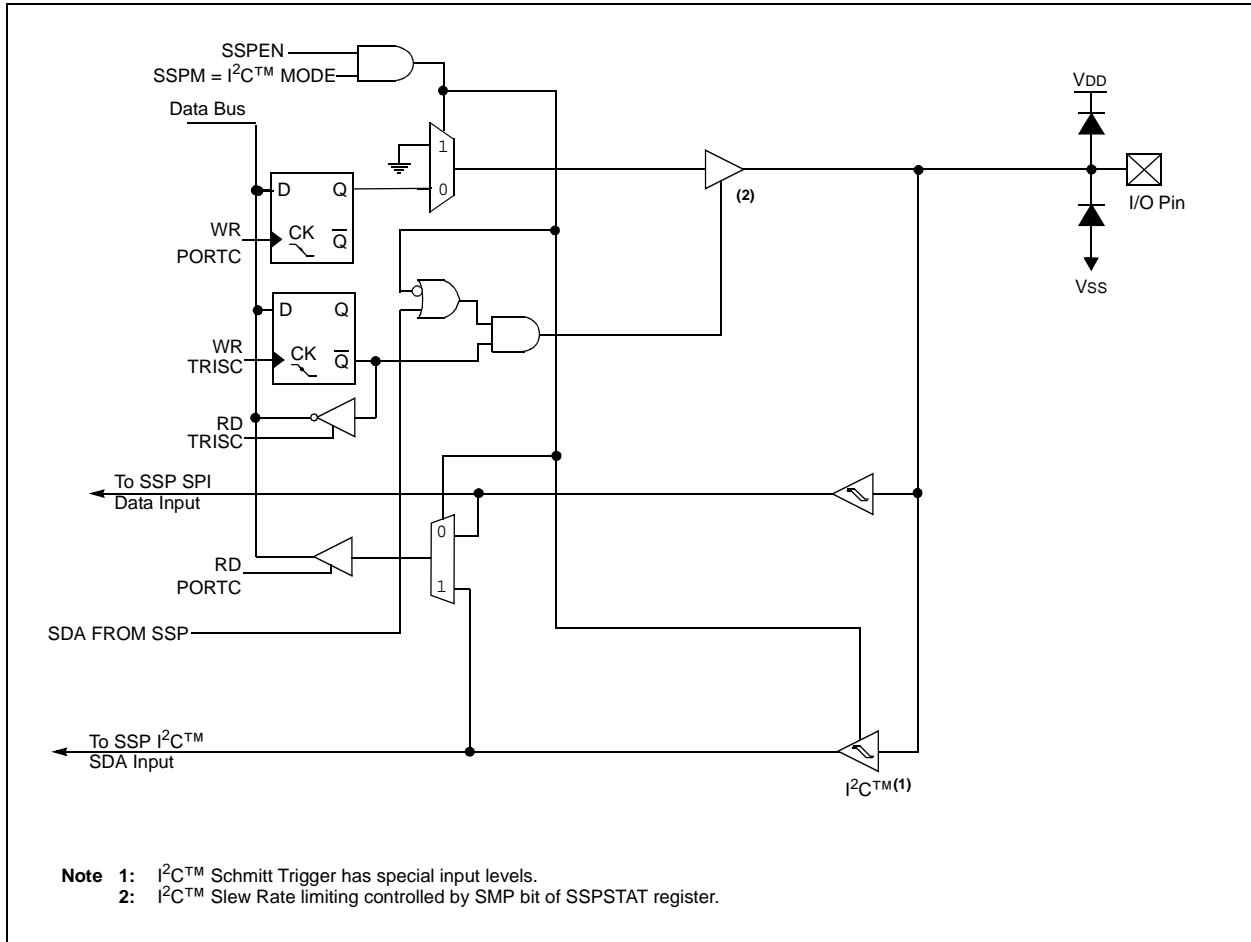 SSPEN
SSPM = I²C™ MODE
Data Bus
VDD
1
0
D Q
CK Q̅
WR
PORTC
(2)
I/O Pin
VSS
D Q
CK Q̅
WR
TRISC
RD
TRISC
To SSP SPI
Data Input
0
1
RD
PORTC
SDA FROM SSP
To SSP I²C™
SDA Input
I²C™(1)
Note 1: I²C™ Schmitt Trigger has special input levels.
2: I²C™ Slew Rate limiting controlled by SMP bit of SSPSTAT register.